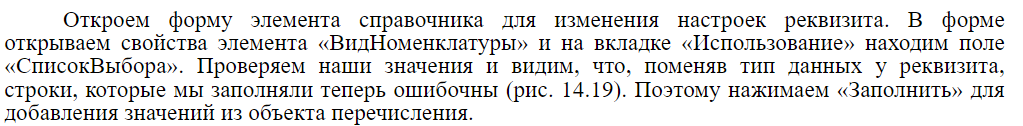 Откроем форму элемента справочника для изменения настроек реквизита. В форме
открываем свойства элемента «ВидНоменклатуры» и на вкладке «Использование» находим поле
«СписокВыбора». Проверяем наши значения и видим, что, поменяв тип данных у реквизита,
строки, которые мы заполняли теперь ошибочны (рис. 14.19). Поэтому нажимаем «Заполнить» для
добавления значений из объекта перечисления.